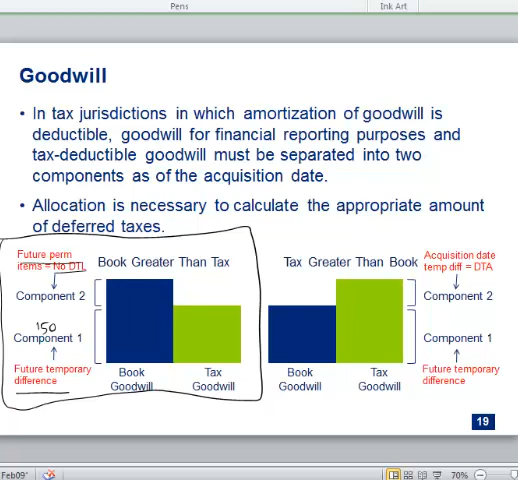 Pens
Ink Art
Goodwill
• In tax jurisdictions in which amortization of goodwill is
deductible, goodwill for financial reporting purposes and
tax-deductible goodwill must be separated into two
components as of the acquisition date.
• Allocation is necessary to calculate the appropriate amount
of deferred taxes.
Future perm
items = No DTL
Book Greater Than Tax
Component 2
150
Component 1
Future temporary
difference
Book
Goodwill
Tax
Goodwill
Tax Greater Than Book
Acquisition date
temp diff = DTA
Component 2
Component 1
Future temporary
difference
Book
Goodwill
Tax
Goodwill
19
Feb09"
70%